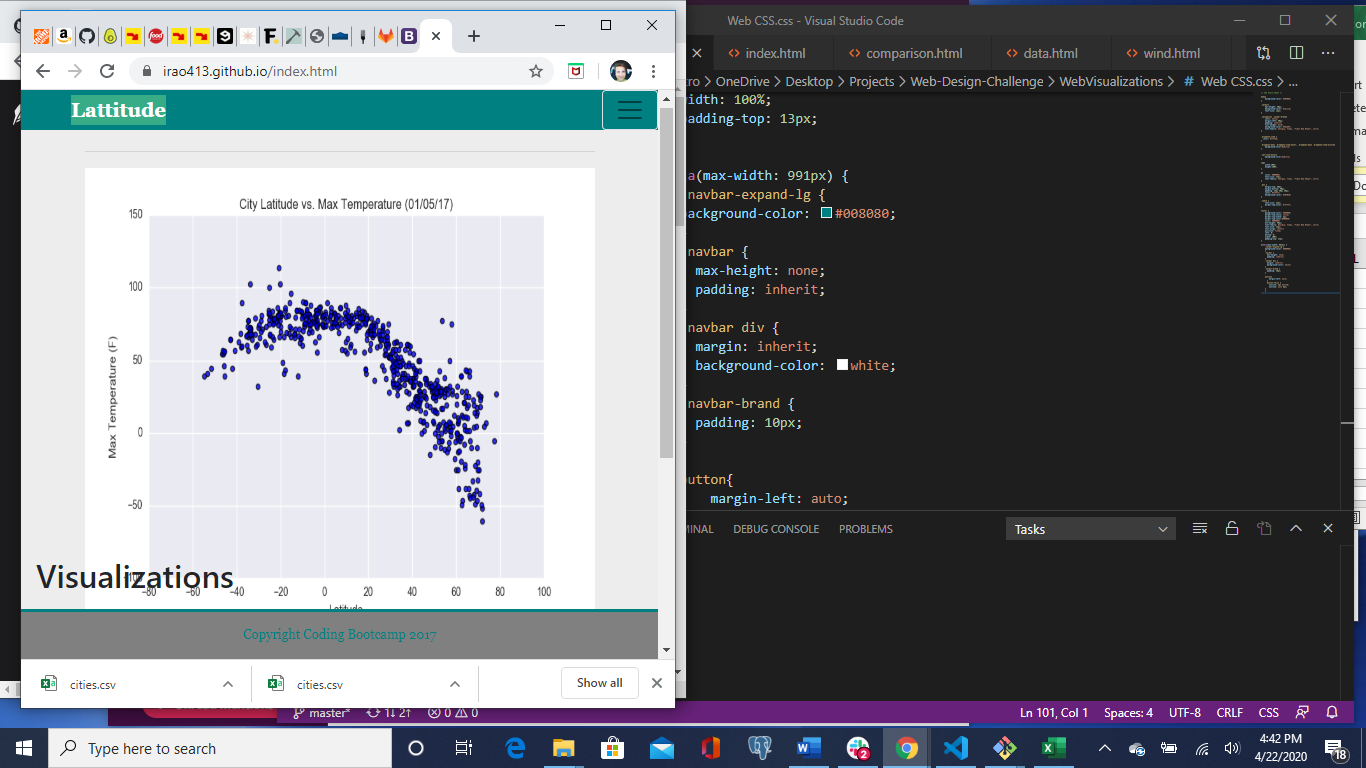 Web CSS.css - Visual Studio Code
irao413.github.io/index.html
Lattitude
City Latitude vs. Max Temperature (01/05/17)
150
100
50
0
−50
Max Temperature (F)
−80 −60 −40 −20 0 20 40 60 80 100
Latitude
Visualizations
Copyright Coding Bootcamp 2017
cities.csv
cities.csv
Show all
index.html
comparison.html
data.html
wind.html
OneDrive > Desktop > Projects > Web-Design-Challenge > WebVisualizations > # Web CSS.css > ...
width: 100%;
padding-top: 13px;
a(max-width: 991px) {
navbar-expand-lg {
background-color: #008080;
navbar {
max-height: none;
padding: inherit;
navbar div {
margin: inherit;
background-color: white;
navbar-brand {
padding: 10px;
utton{
margin-left: auto;
MINAL
DEBUG CONSOLE
PROBLEMS
Tasks
master*
1↓ 2↑
0
0
Ln 101, Col 1
Spaces: 4
UTF-8
CRLF
CSS
Type here to search
2
4:42 PM
4/22/2020
18